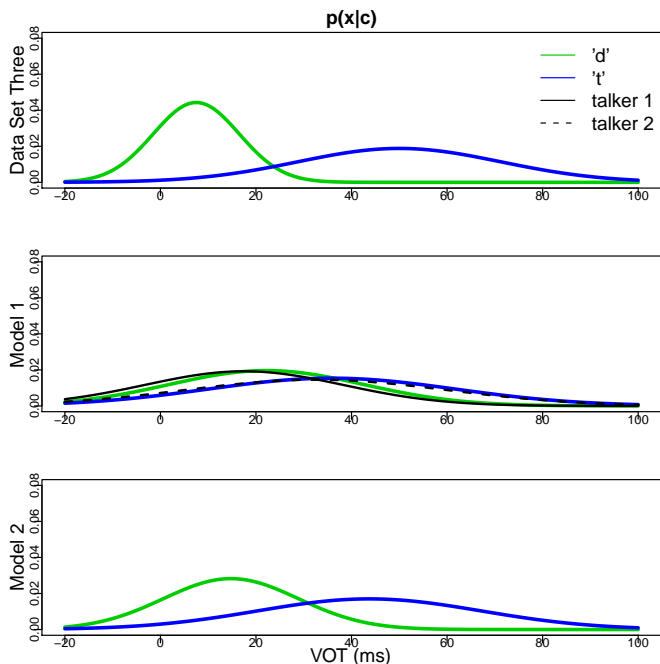 p(x|c)
Data Set Three
0.00 0.02 0.04 0.06 0.08
'd'
't'
talker 1
talker 2
−20 0 20 40 60 80 100
Model 1
0.00 0.02 0.04 0.06 0.08
−20 0 20 40 60 80 100
Model 2
0.00 0.02 0.04 0.06 0.08
−20 0 20 40 60 80 100
VOT (ms)